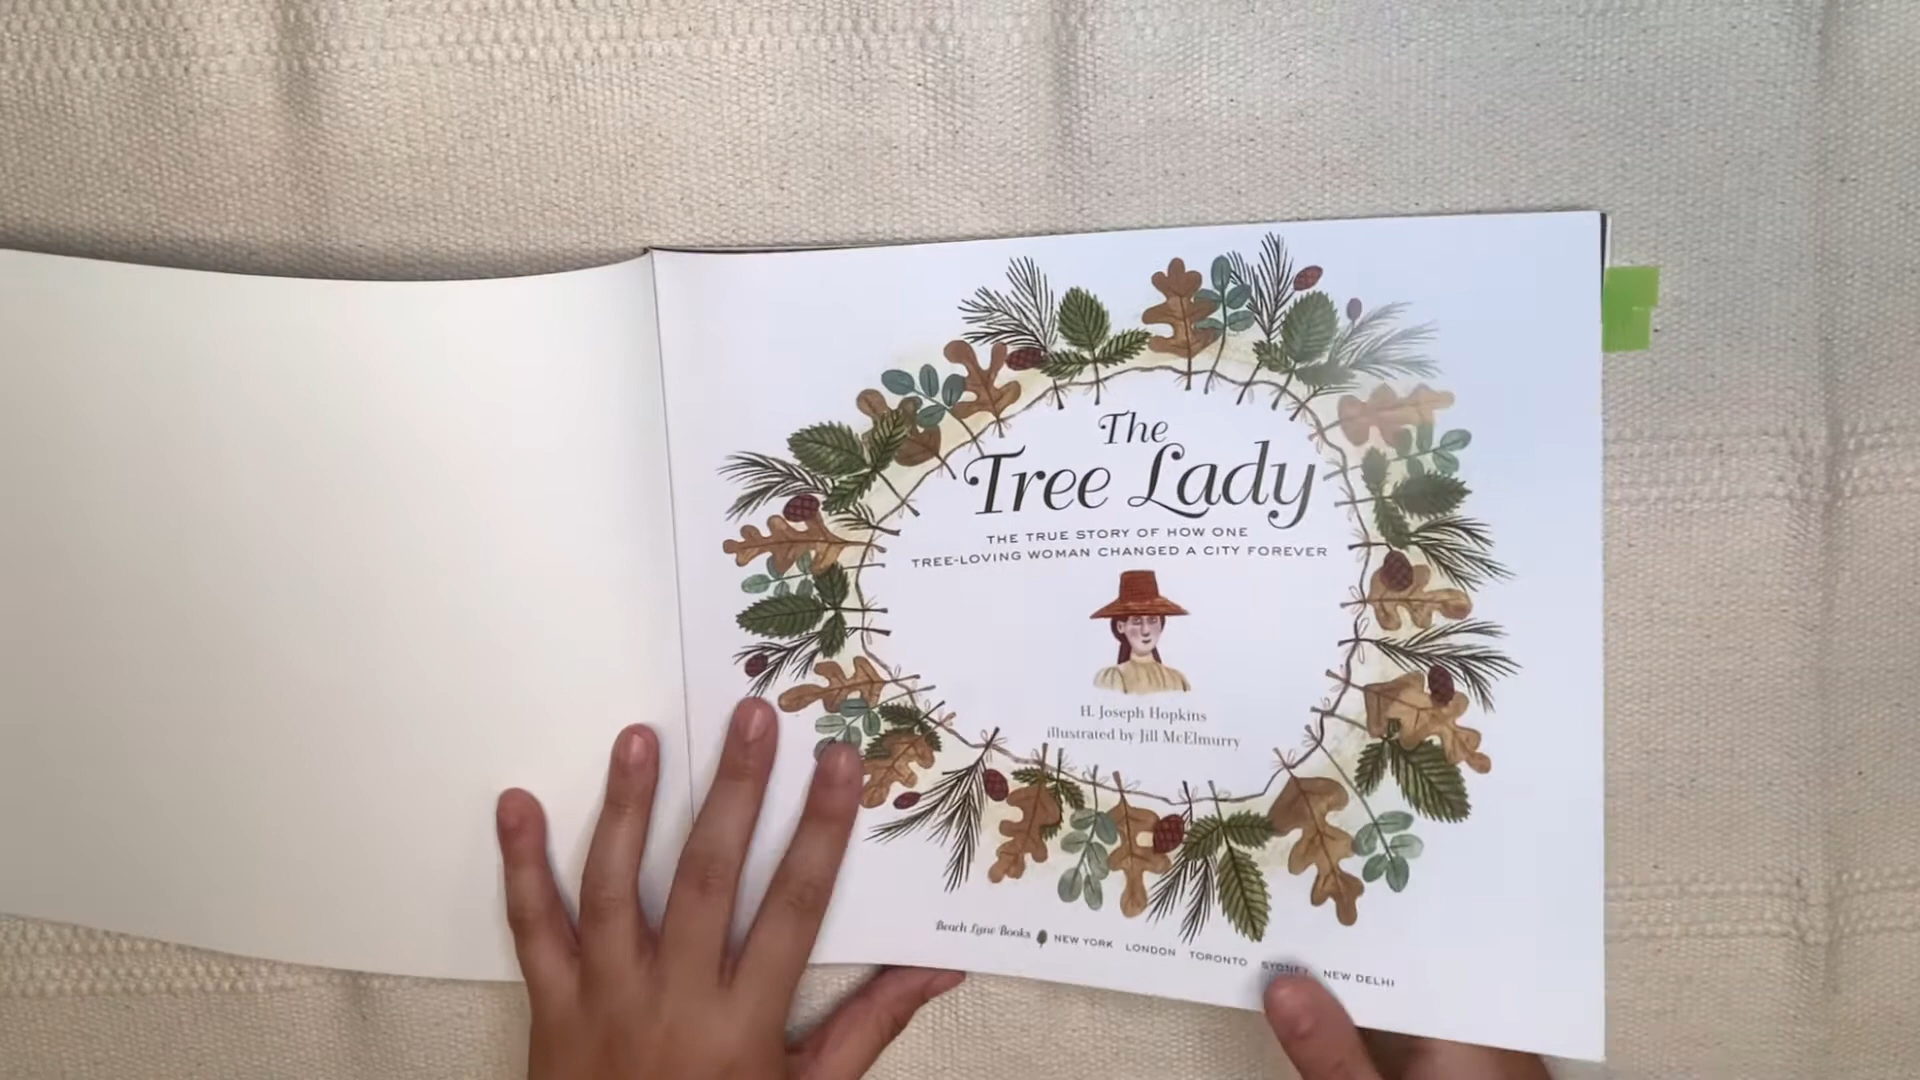 The
Tree Lady
THE TRUE STORY OF HOW ONE
TREE-LOVING WOMAN CHANGED A CITY FOREVER
H. Joseph Hopkins
illustrated by Jill McElmurry
Beach Lane Books NEW YORK LONDON TORONTO SYDNEY NEW DELHI